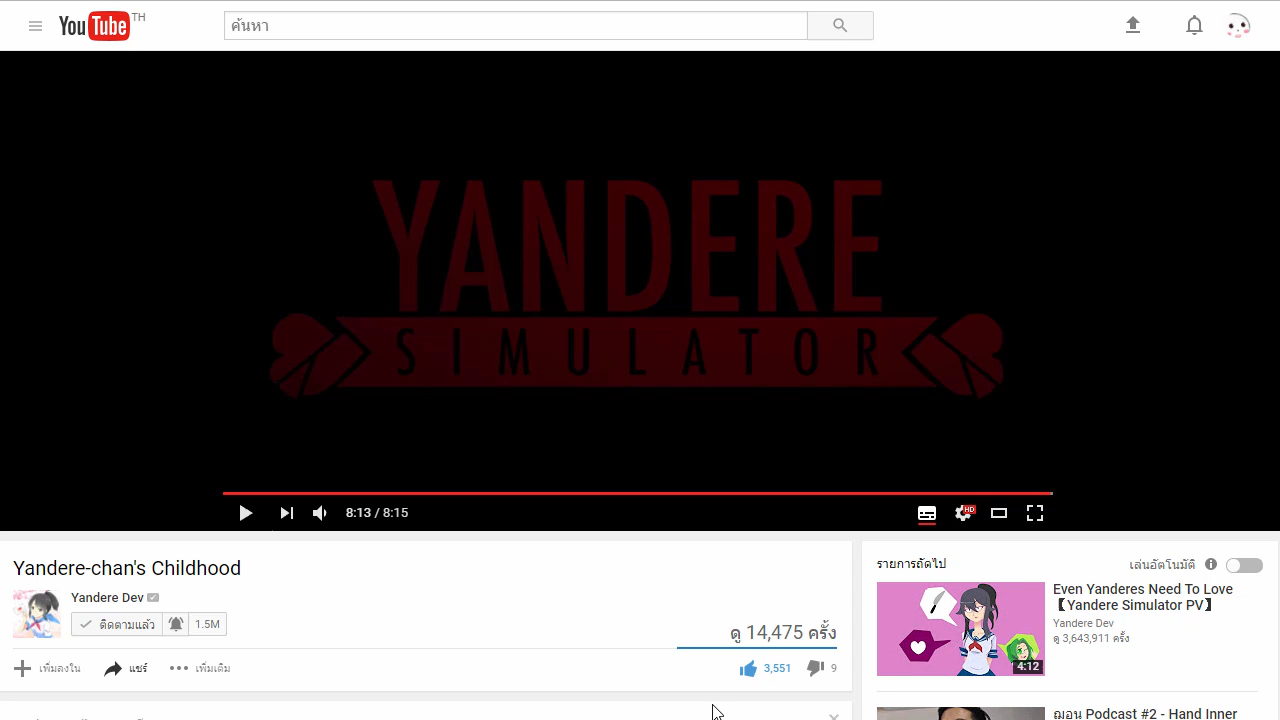 YouTube TH
ค้นหา
YANDERE
SIMULATOR
8:13 / 8:15
HD
Yandere-chan's Childhood
Yandere Dev
ติดตามแล้ว 1.5M
ดู 14,475 ครั้ง
เพิ่มลงใน แชร์ เพิ่มเติม
3,551 9
รายการถัดไป
เล่นอัตโนมัติ
Even Yanderes Need To Love
【Yandere Simulator PV】
Yandere Dev
ดู 3,643,911 ครั้ง
4:12
ฌอน Podcast #2 - Hand Inner